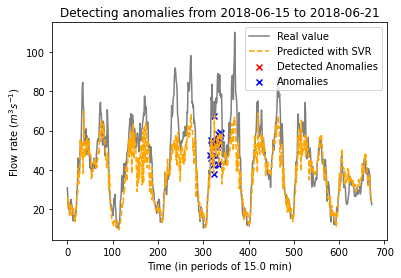 Detecting anomalies from 2018-06-15 to 2018-06-21
Real value
Predicted with SVR
Detected Anomalies
Anomalies
Flow rate (m³s⁻¹)
100
80
60
40
20
0 100 200 300 400 500 600 700
Time (in periods of 15.0 min)